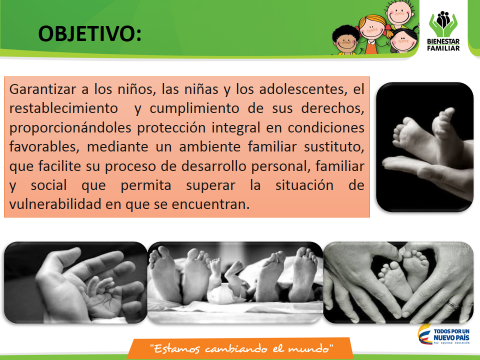 OBJETIVO:
BIENESTAR
FAMILIAR
Garantizar a los niños, las niñas y los adolescentes, el
restablecimiento y cumplimiento de sus derechos,
proporcionándoles protección integral en condiciones
favorables, mediante un ambiente familiar sustituto,
que facilite su proceso de desarrollo personal, familiar
y social que permita superar la situación de
vulnerabilidad en que se encuentran.
"Estamos cambiando el mundo"
TODOS POR UN
NUEVO PAÍS